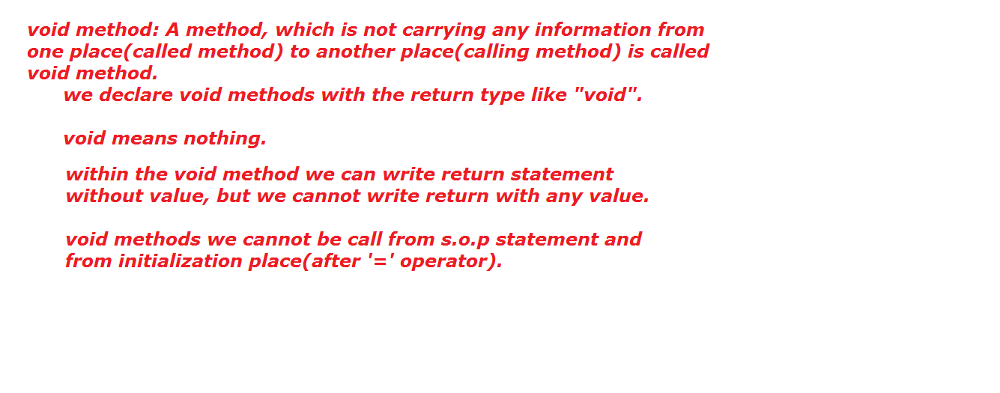 void method: A method, which is not carrying any information from
one place(called method) to another place(calling method) is called
void method.
we declare void methods with the return type like "void".
void means nothing.
within the void method we can write return statement
without value, but we cannot write return with any value.
void methods we cannot be call from s.o.p statement and
from initialization place(after '=' operator).